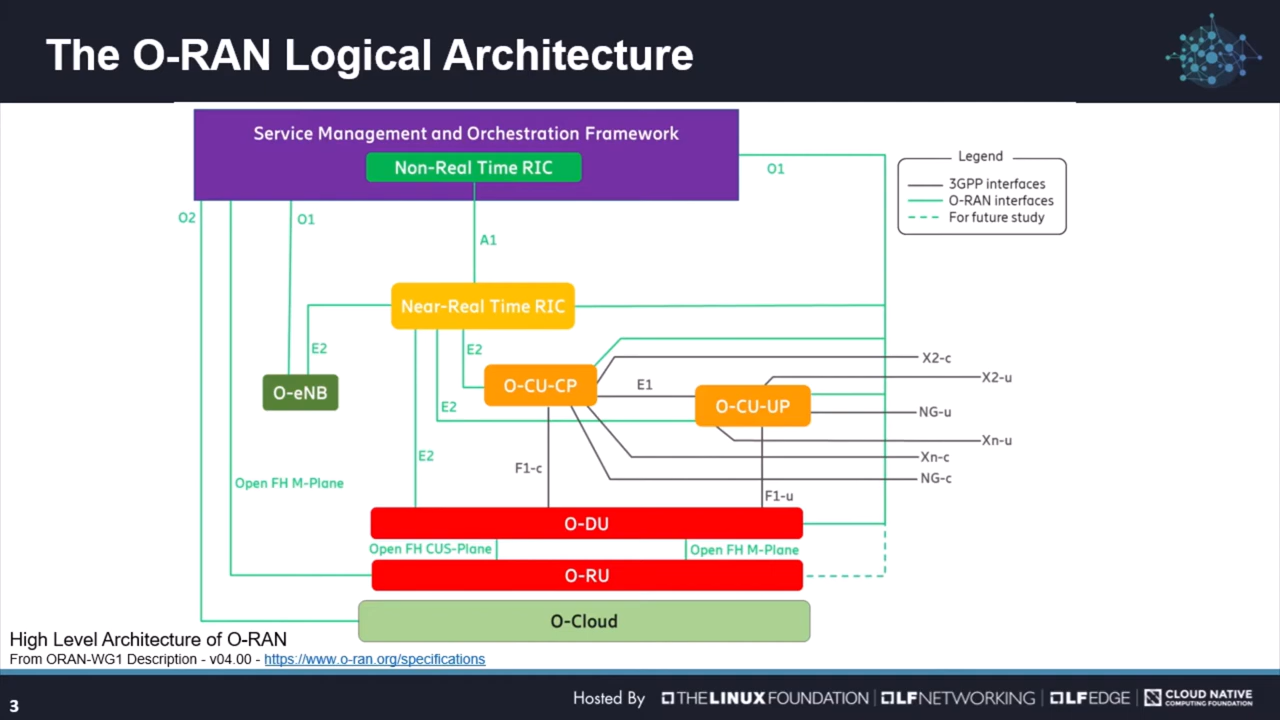 The O-RAN Logical Architecture
Service Management and Orchestration Framework
Non-Real Time RIC
O1
Legend
3GPP interfaces
O-RAN interfaces
For future study
O2
O1
A1
Near-Real Time RIC
E2
E2
O-eNB
O-CU-CP
E1
O-CU-UP
X2-c
X2-u
NG-u
E2
Xn-u
E2
Xn-c
F1-c
NG-c
Open FH M-Plane
F1-u
O-DU
Open FH CUS-Plane
Open FH M-Plane
O-RU
O-Cloud
High Level Architecture of O-RAN
From ORAN-WG1 Description - v04.00 - https://www.o-ran.org/specifications
3
Hosted By THE LINUX FOUNDATION | LF NETWORKING | LF EDGE | CLOUD NATIVE
COMPUTING FOUNDATION